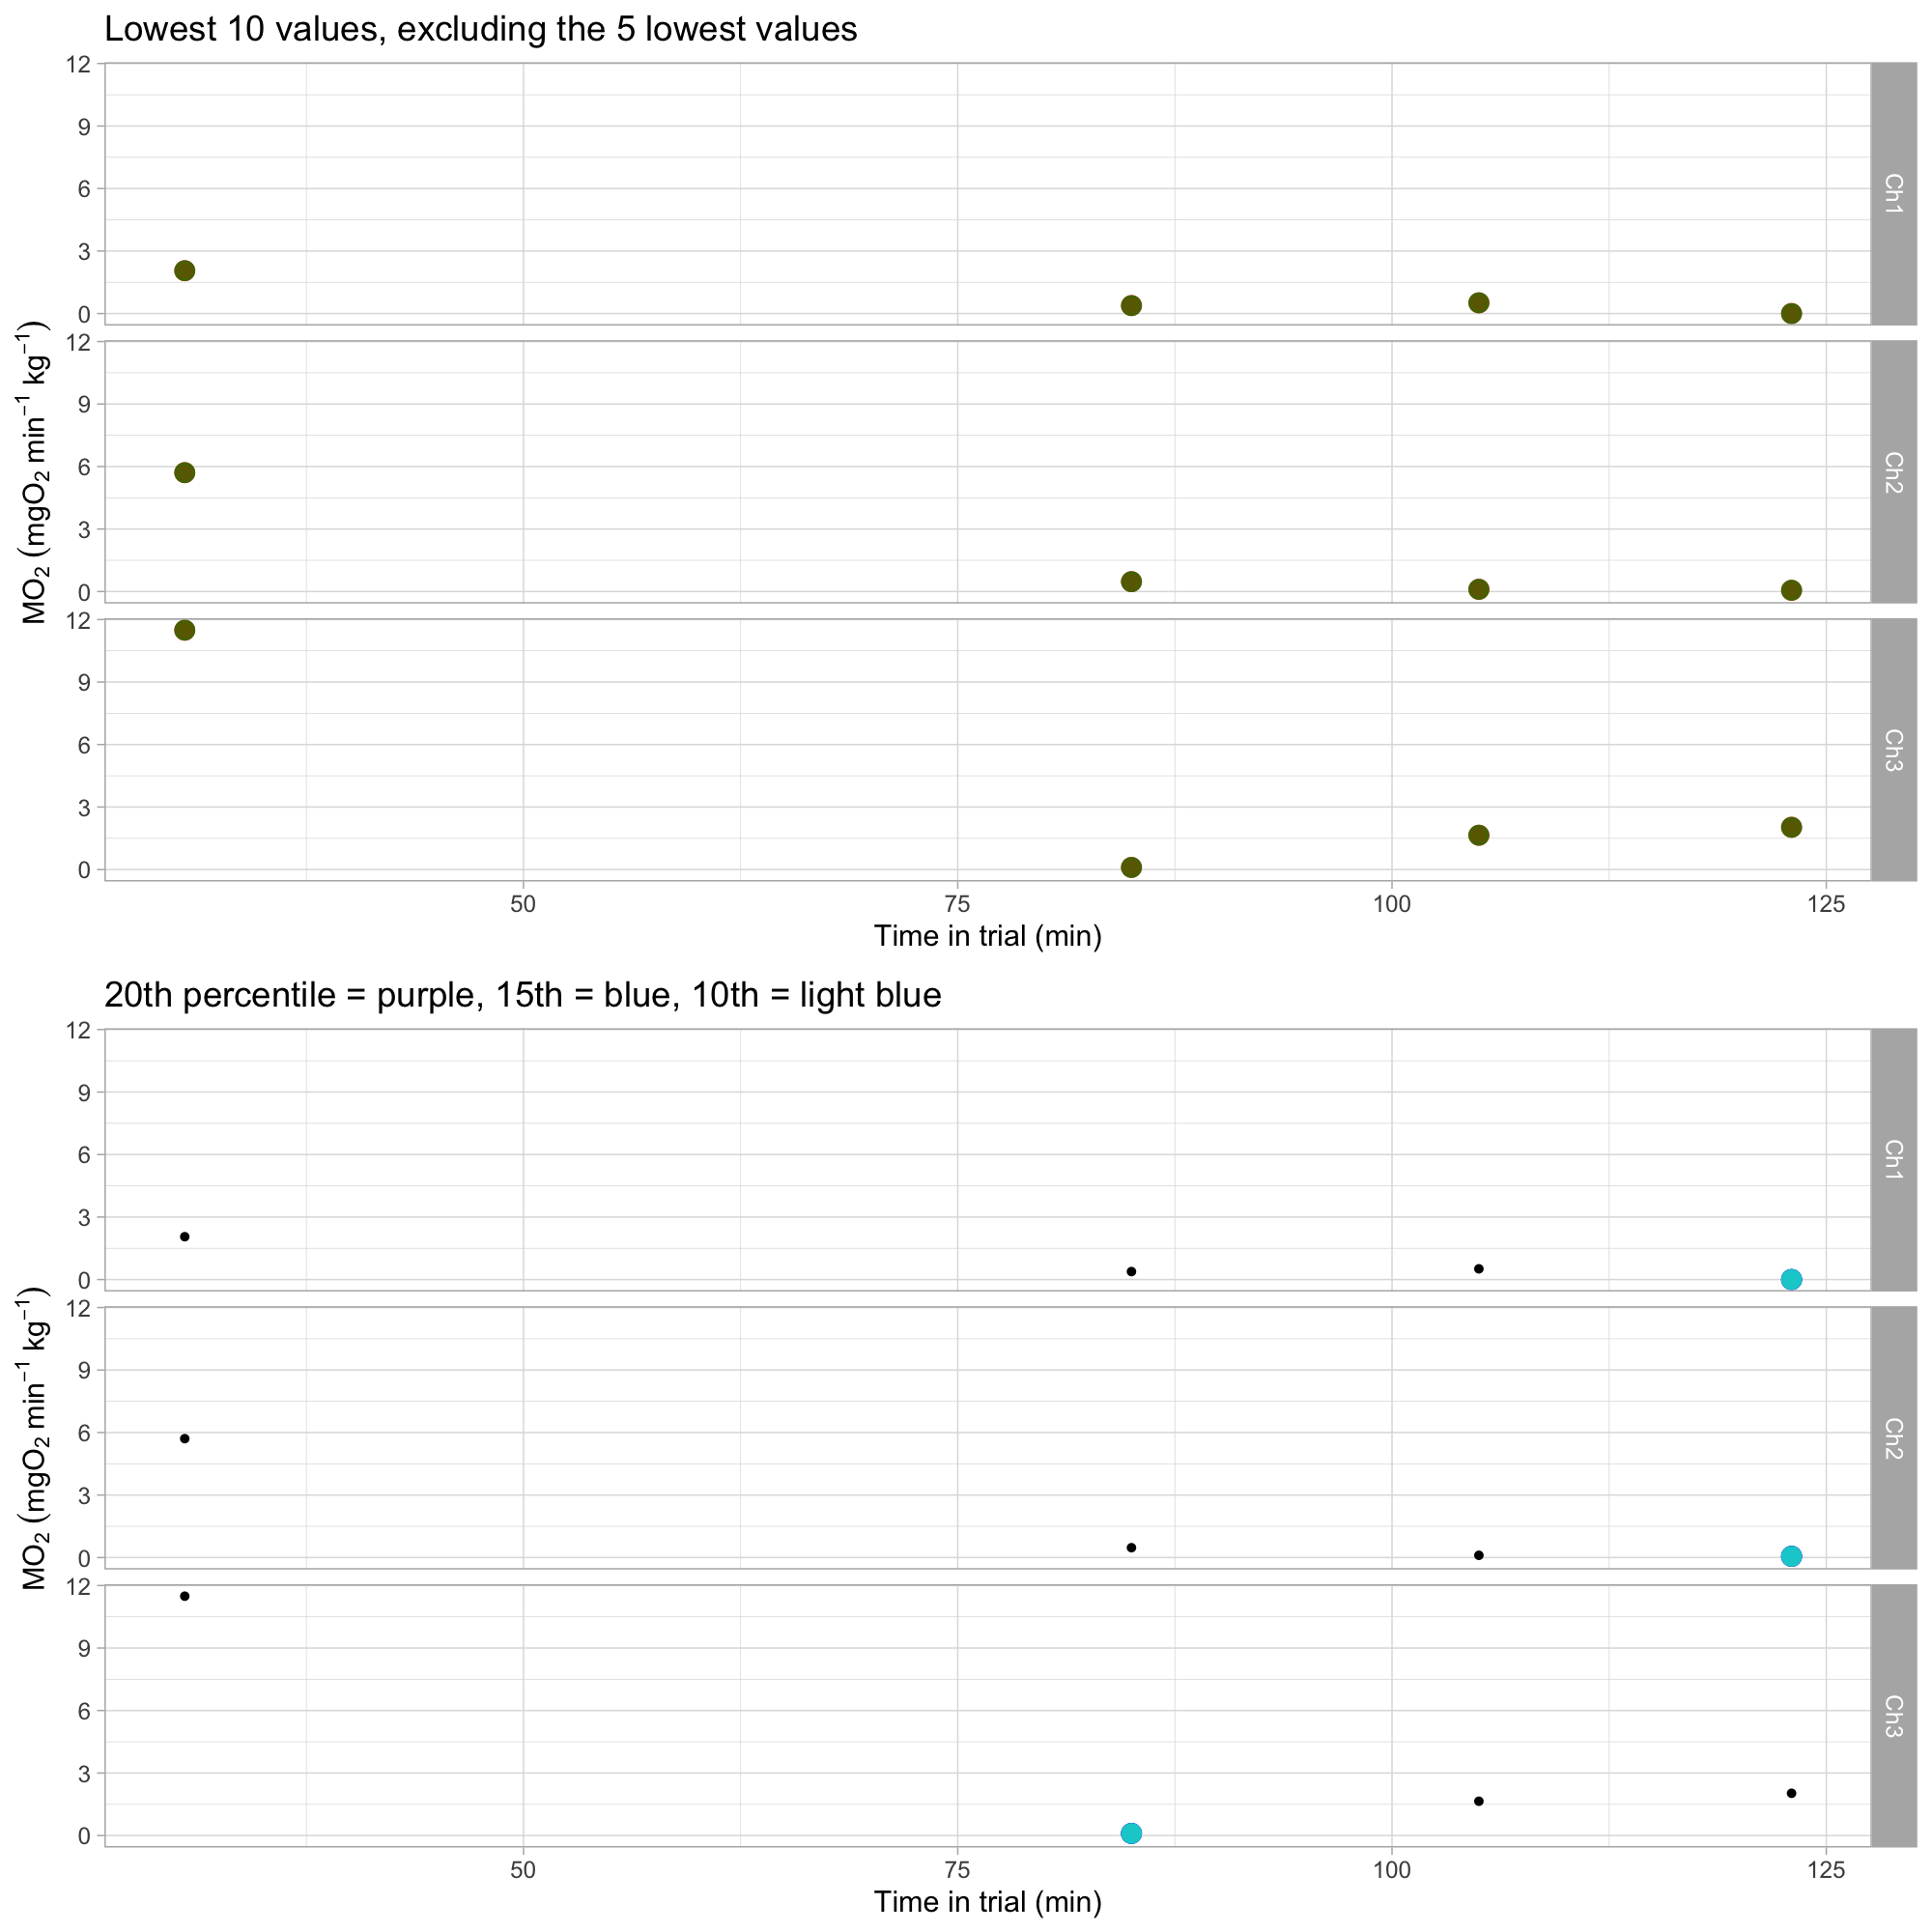 Lowest 10 values, excluding the 5 lowest values
12
9
6
3
0
Ch1
12
9
6
3
0
Ch2
12
9
6
3
0
Ch3
MO₂ (mgO₂ min⁻¹ kg⁻¹)
50 75 100 125
Time in trial (min)
20th percentile = purple, 15th = blue, 10th = light blue
12
9
6
3
0
Ch1
12
9
6
3
0
Ch2
12
9
6
3
0
Ch3
MO₂ (mgO₂ min⁻¹ kg⁻¹)
50 75 100 125
Time in trial (min)